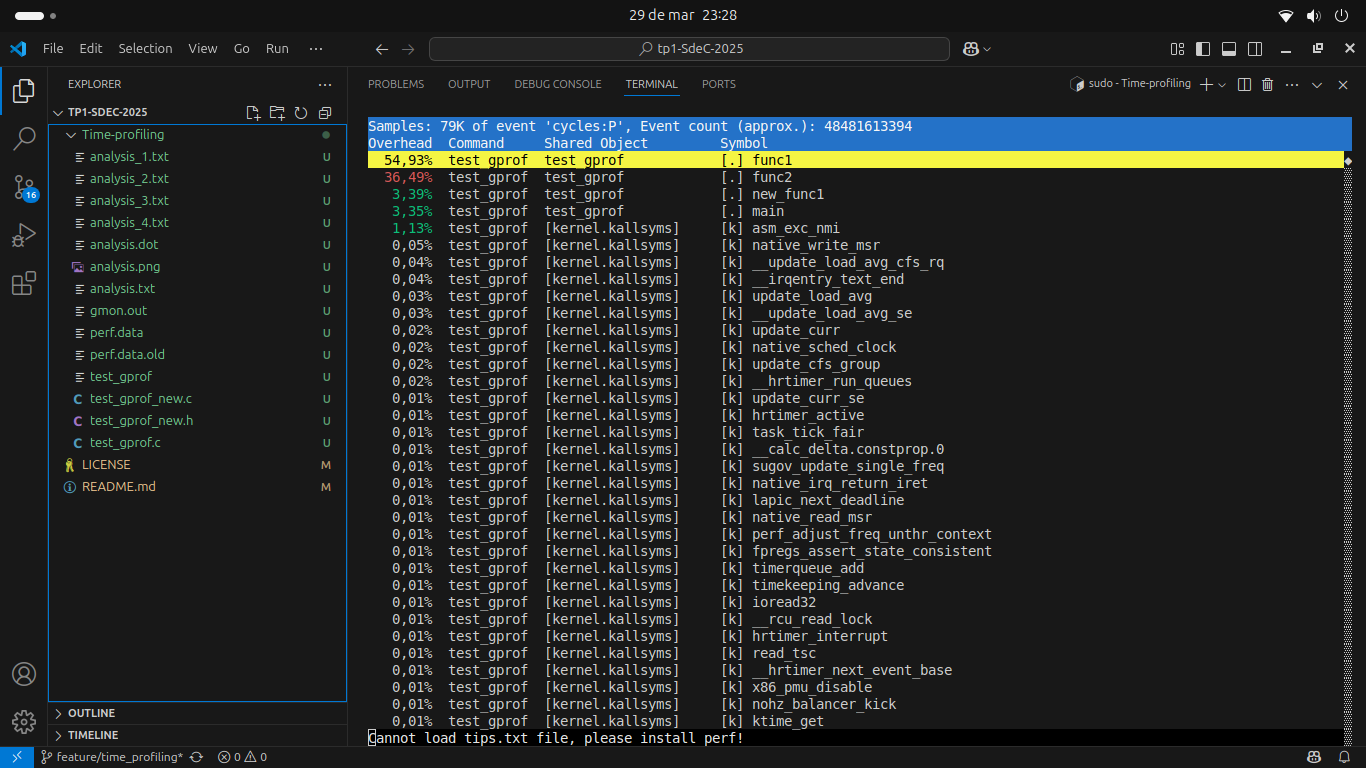 29 de mar 23:28
File Edit Selection View Go Run ···
tp1-SdeC-2025
EXPLORER
TP1-SDEC-2025
Time-profiling
analysis_1.txt U
analysis_2.txt U
analysis_3.txt U
analysis_4.txt U
analysis.dot U
analysis.png U
analysis.txt U
gmon.out U
perf.data U
perf.data.old U
test_gprof U
C test_gprof_new.c U
C test_gprof_new.h U
C test_gprof.c U
LICENSE M
README.md M
16
OUTLINE
TIMELINE
PROBLEMS OUTPUT DEBUG CONSOLE TERMINAL PORTS
sudo - Time-profiling
Samples: 79K of event 'cycles:P', Event count (approx.): 48481613394
Overhead Command Shared Object Symbol
54,93% test_gprof test_gprof [.] func1
36,49% test_gprof test_gprof [.] func2
3,39% test_gprof test_gprof [.] new_func1
3,35% test_gprof test_gprof [.] main
1,13% test_gprof [kernel.kallsyms] [k] asm_exc_nmi
0,05% test_gprof [kernel.kallsyms] [k] native_write_msr
0,04% test_gprof [kernel.kallsyms] [k] __update_load_avg_cfs_rq
0,04% test_gprof [kernel.kallsyms] [k] __irqentry_text_end
0,03% test_gprof [kernel.kallsyms] [k] update_load_avg
0,03% test_gprof [kernel.kallsyms] [k] __update_load_avg_se
0,02% test_gprof [kernel.kallsyms] [k] update_curr
0,02% test_gprof [kernel.kallsyms] [k] native_sched_clock
0,02% test_gprof [kernel.kallsyms] [k] update_cfs_group
0,02% test_gprof [kernel.kallsyms] [k] __hrtimer_run_queues
0,01% test_gprof [kernel.kallsyms] [k] update_curr_se
0,01% test_gprof [kernel.kallsyms] [k] hrtimer_active
0,01% test_gprof [kernel.kallsyms] [k] task_tick_fair
0,01% test_gprof [kernel.kallsyms] [k] __calc_delta.constprop.0
0,01% test_gprof [kernel.kallsyms] [k] sugov_update_single_freq
0,01% test_gprof [kernel.kallsyms] [k] native_irq_return_iret
0,01% test_gprof [kernel.kallsyms] [k] lapic_next_deadline
0,01% test_gprof [kernel.kallsyms] [k] native_read_msr
0,01% test_gprof [kernel.kallsyms] [k] perf_adjust_freq_unthr_context
0,01% test_gprof [kernel.kallsyms] [k] fpregs_assert_state_consistent
0,01% test_gprof [kernel.kallsyms] [k] timerqueue_add
0,01% test_gprof [kernel.kallsyms] [k] timekeeping_advance
0,01% test_gprof [kernel.kallsyms] [k] ioread32
0,01% test_gprof [kernel.kallsyms] [k] __rcu_read_lock
0,01% test_gprof [kernel.kallsyms] [k] hrtimer_interrupt
0,01% test_gprof [kernel.kallsyms] [k] read_tsc
0,01% test_gprof [kernel.kallsyms] [k] __hrtimer_next_event_base
0,01% test_gprof [kernel.kallsyms] [k] x86_pmu_disable
0,01% test_gprof [kernel.kallsyms] [k] nohz_balancer_kick
0,01% test_gprof [kernel.kallsyms] [k] ktime_get
Cannot load tips.txt file, please install perf!
feature/time_profiling* 0 0